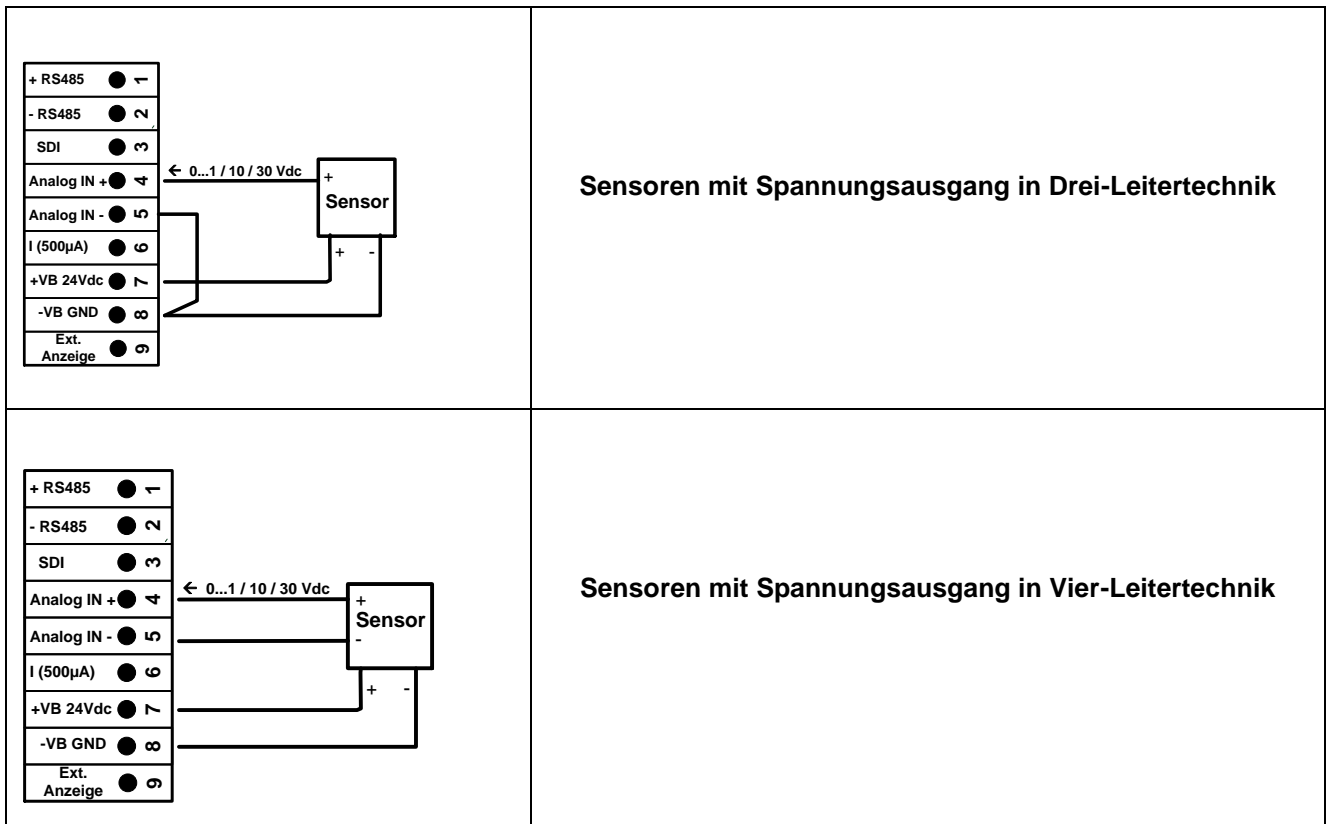 + RS485 1
- RS485 2
SDI 3
Analog IN + 4
Analog IN - 5
I (500µA) 6
+VB 24Vdc 7
-VB GND 8
Ext.
Anzeige 9
← 0...1 / 10 / 30 Vdc
+
Sensor
+ -
Sensoren mit Spannungsausgang in Drei-Leitertechnik
+ RS485 1
- RS485 2
SDI 3
Analog IN + 4
Analog IN - 5
I (500µA) 6
+VB 24Vdc 7
-VB GND 8
Ext.
Anzeige 9
← 0...1 / 10 / 30 Vdc
+
Sensor
-
+ -
Sensoren mit Spannungsausgang in Vier-Leitertechnik